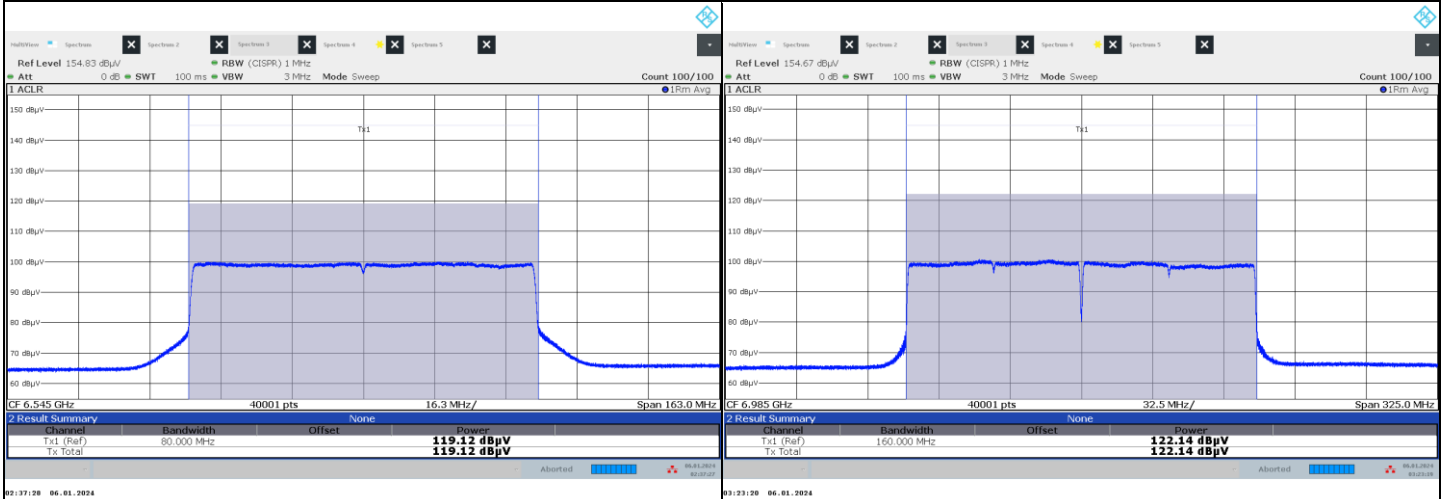 MultiView Spectrum Spectrum 2 Spectrum 3 Spectrum 4 Spectrum 5
Ref Level 154.83 dBµV RBW (CISPR) 1 MHz
Att 0 dB SWT 100 ms VBW 3 MHz Mode Sweep Count 100/100
1 ACLR 1Rm Avg
150 dBµV
Tx1
140 dBµV
130 dBµV
120 dBµV
110 dBµV
100 dBµV
90 dBµV
80 dBµV
70 dBµV
60 dBµV
CF 6.545 GHz 40001 pts 16.3 MHz/ Span 163.0 MHz
2 Result Summary None
Channel Bandwidth Offset Power
Tx1 (Ref) 80.000 MHz 119.12 dBµV
Tx Total 119.12 dBµV
Aborted 06.01.2024
02:37:27
02:37:28 06.01.2024
MultiView Spectrum Spectrum 2 Spectrum 3 Spectrum 4 Spectrum 5
Ref Level 154.67 dBµV RBW (CISPR) 1 MHz
Att 0 dB SWT 100 ms VBW 3 MHz Mode Sweep Count 100/100
1 ACLR 1Rm Avg
150 dBµV
Tx1
140 dBµV
130 dBµV
120 dBµV
110 dBµV
100 dBµV
90 dBµV
80 dBµV
70 dBµV
60 dBµV
CF 6.985 GHz 40001 pts 32.5 MHz/ Span 325.0 MHz
2 Result Summary None
Channel Bandwidth Offset Power
Tx1 (Ref) 160.000 MHz 122.14 dBµV
Tx Total 122.14 dBµV
Aborted 06.01.2024
03:23:20 06.01.2024